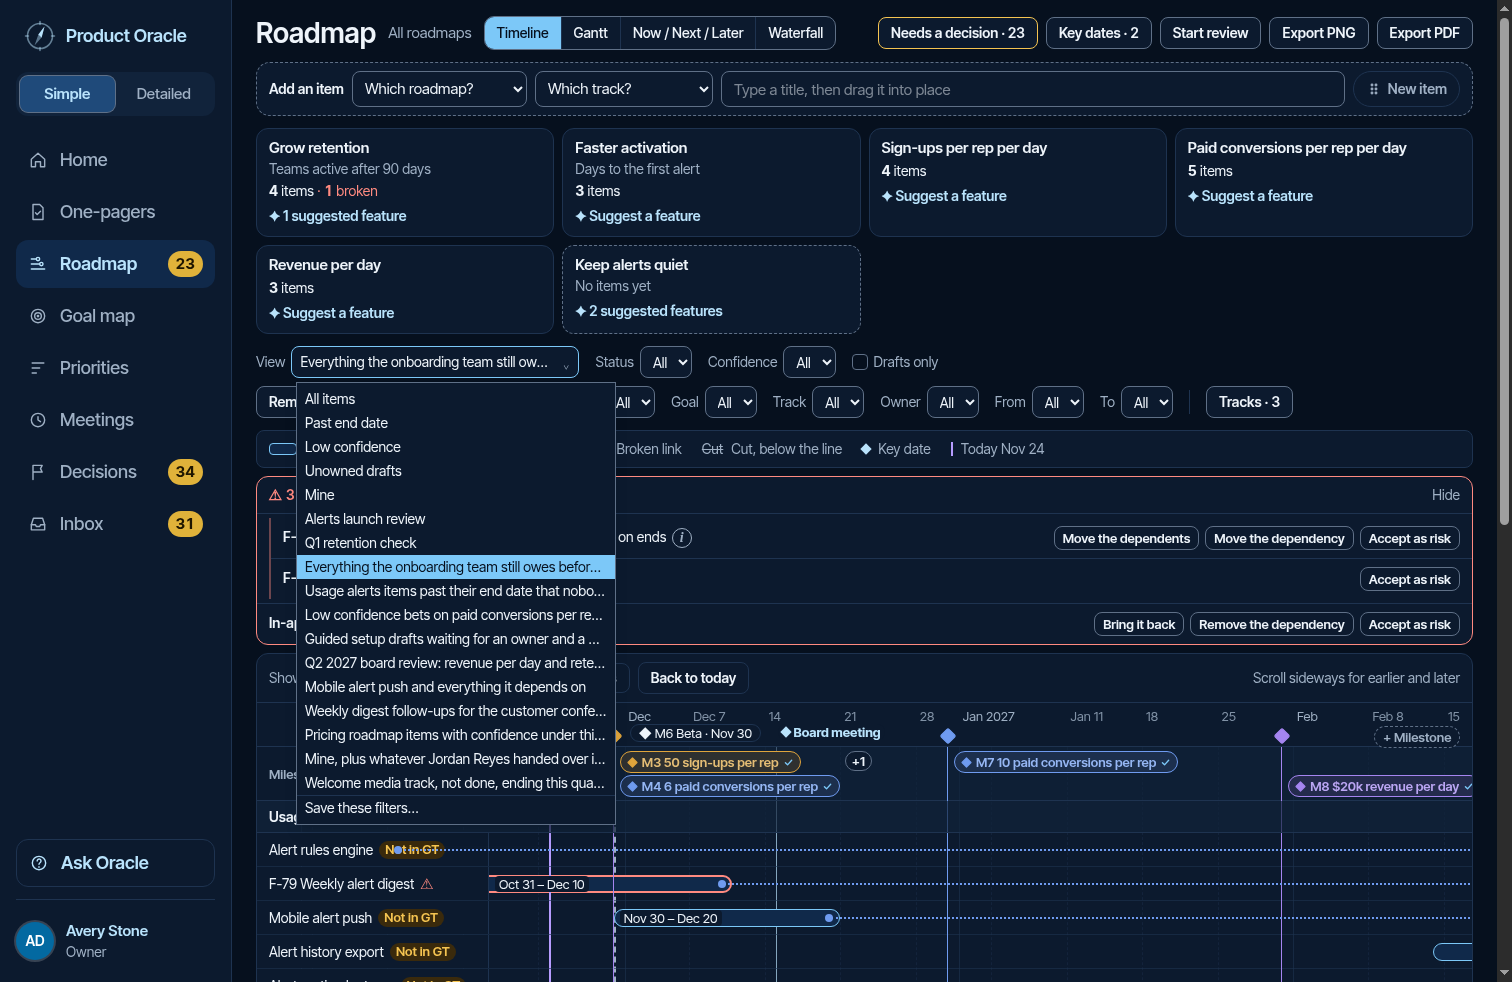 Product Oracle
Simple
Detailed
Home
One-pagers
Roadmap
23
Goal map
Priorities
Meetings
Decisions
34
Inbox
31
Ask Oracle
AD
Avery Stone
Owner
Roadmap
All roadmaps
Timeline
Gantt
Now / Next / Later
Waterfall
Needs a decision · 23
Key dates · 2
Start review
Export PNG
Export PDF
Add an item
Which roadmap?
Which track?
Type a title, then drag it into place
New item
Grow retention
Teams active after 90 days
4 items · 1 broken
1 suggested feature
Faster activation
Days to the first alert
3 items
Suggest a feature
Sign-ups per rep per day
4 items
Suggest a feature
Paid conversions per rep per day
5 items
Suggest a feature
Revenue per day
3 items
Suggest a feature
Keep alerts quiet
No items yet
2 suggested features
View
Everything the onboarding team still ow...
Status
All
Confidence
All
Drafts only
Rem
All
Goal
All
Track
All
Owner
All
From
All
To
All
Tracks · 3
All items
Past end date
Low confidence
Unowned drafts
Mine
Alerts launch review
Q1 retention check
Everything the onboarding team still owes befor...
Usage alerts items past their end date that nobo...
Low confidence bets on paid conversions per re...
Guided setup drafts waiting for an owner and a ...
Q2 2027 board review: revenue per day and rete...
Mobile alert push and everything it depends on
Weekly digest follow-ups for the customer confe...
Pricing roadmap items with confidence under thi...
Mine, plus whatever Jordan Reyes handed over i...
Welcome media track, not done, ending this qua...
Save these filters...
Broken link
Cut
Cut, below the line
Key date
Today Nov 24
3
Hide
F-
on ends
i
Move the dependents
Move the dependency
Accept as risk
F-
Accept as risk
In-ap
Bring it back
Remove the dependency
Accept as risk
Show
Back to today
Scroll sideways for earlier and later
Dec
Dec 7
14
21
28
Jan 2027
Jan 11
18
25
Feb
Feb 8
15
M6 Beta · Nov 30
Board meeting
+ Milestone
Miles
M3 50 sign-ups per rep ✓
+1
M7 10 paid conversions per rep ✓
M4 6 paid conversions per rep ✓
M8 $20k revenue per day ✓
Usag
Alert rules engine
Not in GT
F-79 Weekly alert digest
Oct 31 – Dec 10
Mobile alert push
Not in GT
Nov 30 – Dec 20
Alert history export
Not in GT